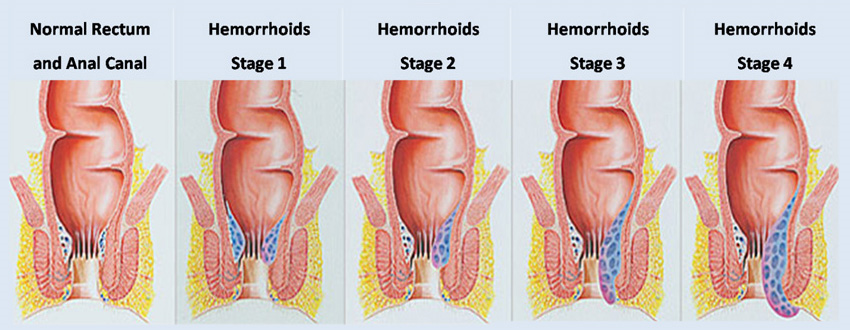 Normal Rectum
and Anal Canal
Hemorrhoids
Stage 1
Hemorrhoids
Stage 2
Hemorrhoids
Stage 3
Hemorrhoids
Stage 4